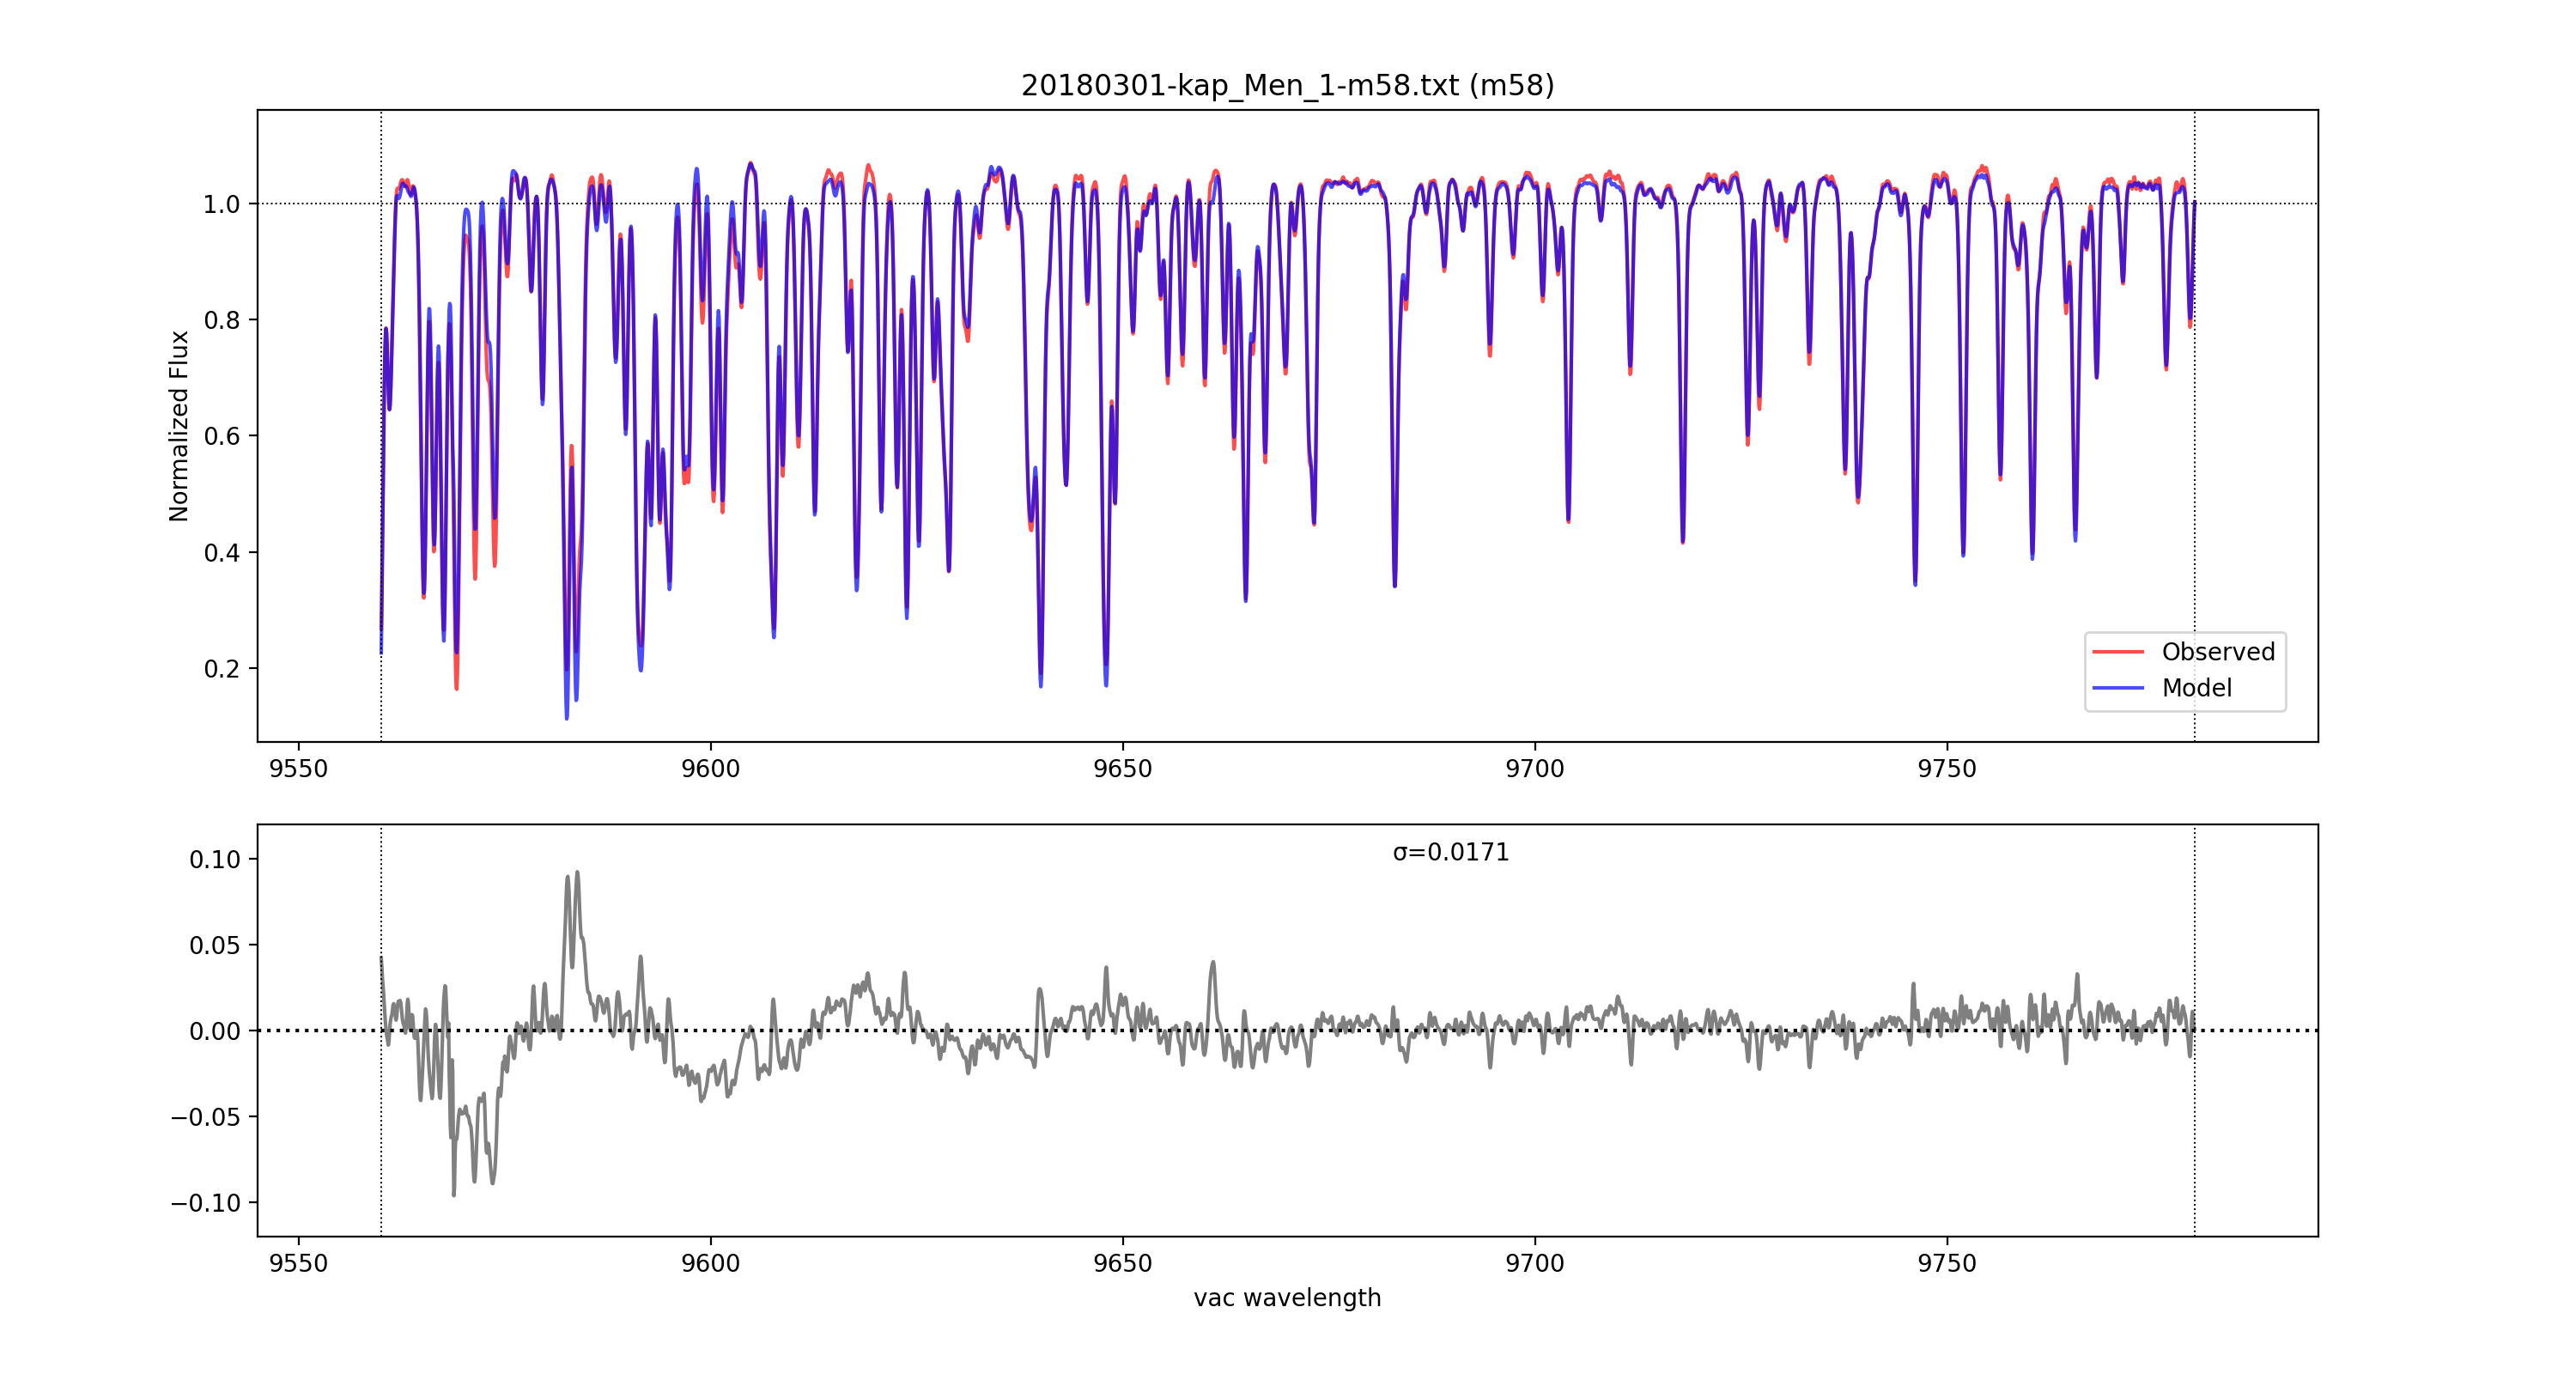 20180301-kap_Men_1-m58.txt (m58)
Normalized Flux
1.0
0.8
0.6
0.4
0.2
Observed
Model
9550 9600 9650 9700 9750
σ=0.0171
0.10
0.05
0.00
−0.05
−0.10
9550 9600 9650 9700 9750
vac wavelength